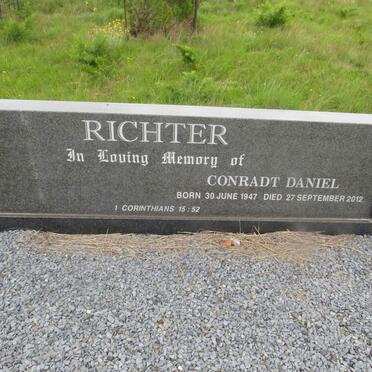 RICHTER
In Loving Memory of
CONRADT DANIEL
BORN 30 JUNE 1947 DIED 27 SEPTEMBER 2012
1 CORINTHIANS 15 : 52